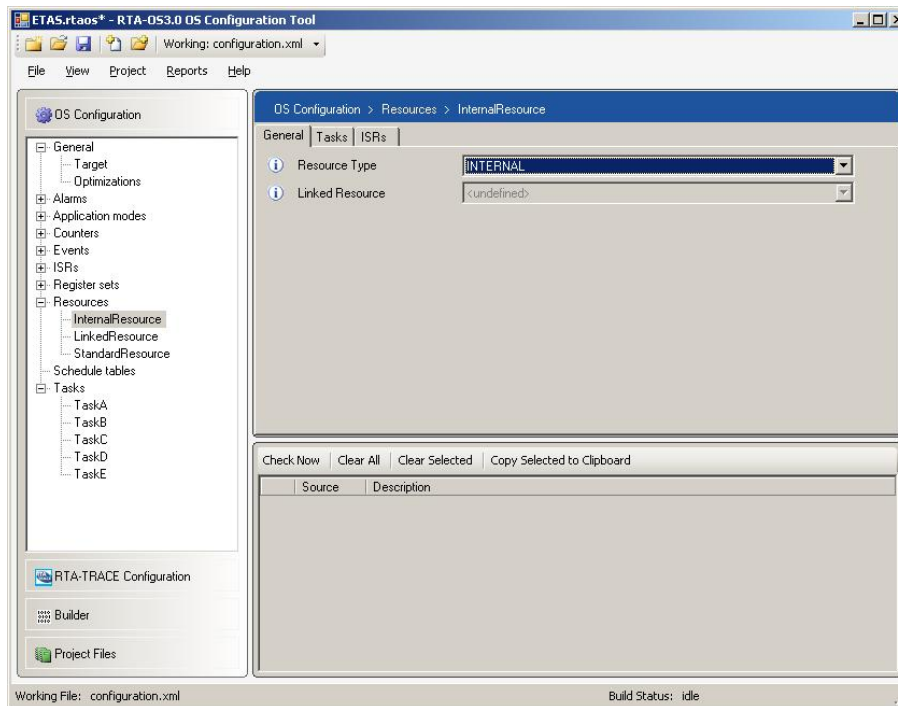 ETAS.rtaos* - RTA-OS3.0 OS Configuration Tool
Working: configuration.xml
File View Project Reports Help
OS Configuration
General
Target
Optimizations
Alarms
Application modes
Counters
Events
ISRs
Register sets
Resources
InternalResource
LinkedResource
StandardResource
Schedule tables
Tasks
TaskA
TaskB
TaskC
TaskD
TaskE
RTA-TRACE Configuration
Builder
Project Files
OS Configuration > Resources > InternalResource
General Tasks ISRs
Resource Type INTERNAL
Linked Resource <undefined>
Check Now Clear All Clear Selected Copy Selected to Clipboard
Source Description
Working File: configuration.xml Build Status: idle